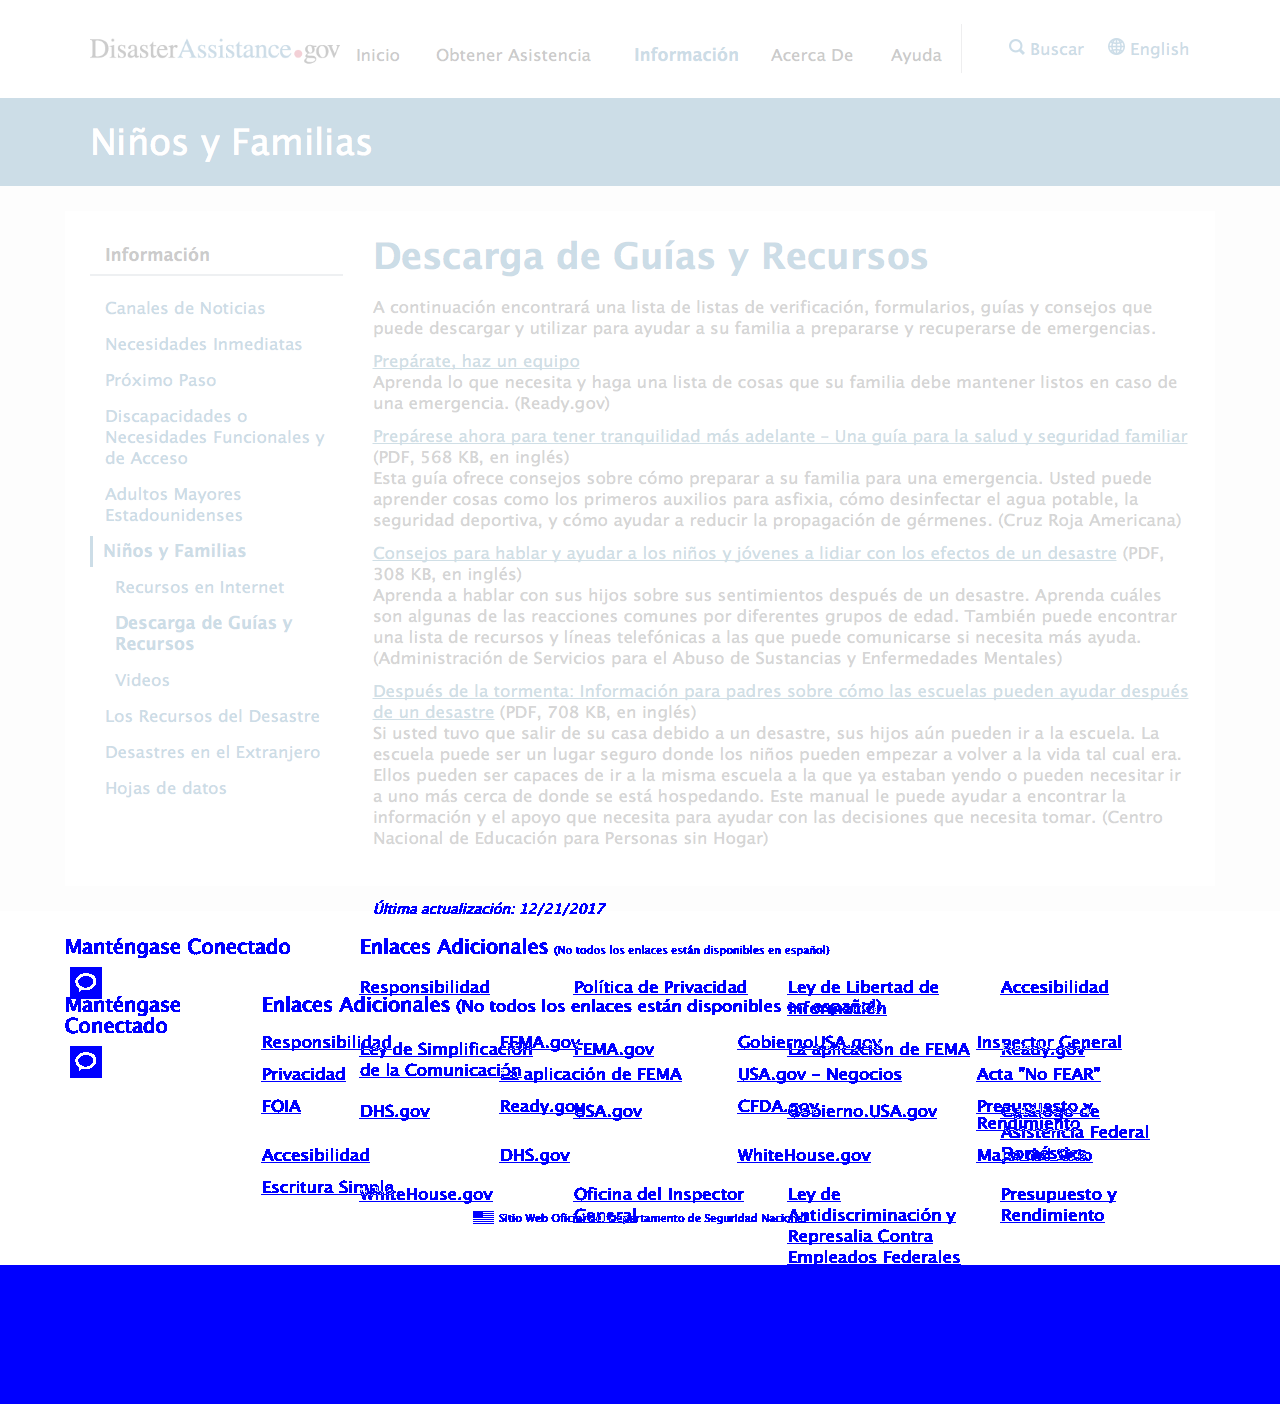 DisasterAssistance.gov
Inicio
Obtener Asistencia
Información
Acerca De
Ayuda
Buscar
English
Niños y Familias
Información
Canales de Noticias
Necesidades Inmediatas
Próximo Paso
Discapacidades o
Necesidades Funcionales y
de Acceso
Adultos Mayores
Estadounidenses
Niños y Familias
Recursos en Internet
Descarga de Guías y
Recursos
Videos
Los Recursos del Desastre
Desastres en el Extranjero
Hojas de datos
Descarga de Guías y Recursos
A continuación encontrará una lista de listas de verificación, formularios, guías y consejos que
puede descargar y utilizar para ayudar a su familia a prepararse y recuperarse de emergencias.
Prepárate, haz un equipo
Aprenda lo que necesita y haga una lista de cosas que su familia debe mantener listos en caso de
una emergencia. (Ready.gov)
Prepárese ahora para tener tranquilidad más adelante – Una guía para la salud y seguridad familiar
(PDF, 568 KB, en inglés)
Esta guía ofrece consejos sobre cómo preparar a su familia para una emergencia. Usted puede
aprender cosas como los primeros auxilios para asfixia, cómo desinfectar el agua potable, la
seguridad deportiva, y cómo ayudar a reducir la propagación de gérmenes. (Cruz Roja Americana)
Consejos para hablar y ayudar a los niños y jóvenes a lidiar con los efectos de un desastre (PDF,
308 KB, en inglés)
Aprenda a hablar con sus hijos sobre sus sentimientos después de un desastre. Aprenda cuáles
son algunas de las reacciones comunes por diferentes grupos de edad. También puede encontrar
una lista de recursos y líneas telefónicas a las que puede comunicarse si necesita más ayuda.
(Administración de Servicios para el Abuso de Sustancias y Enfermedades Mentales)
Después de la tormenta: Información para padres sobre cómo las escuelas pueden ayudar después
de un desastre (PDF, 708 KB, en inglés)
Si usted tuvo que salir de su casa debido a un desastre, sus hijos aún pueden ir a la escuela. La
escuela puede ser un lugar seguro donde los niños pueden empezar a volver a la vida tal cual era.
Ellos pueden ser capaces de ir a la misma escuela a la que ya estaban yendo o pueden necesitar ir
a uno más cerca de donde se está hospedando. Este manual le puede ayudar a encontrar la
información y el apoyo que necesita para ayudar con las decisiones que necesita tomar. (Centro
Nacional de Educación para Personas sin Hogar)
Última actualización: 12/21/2017
Manténgase Conectado
Enlaces Adicionales (No todos los enlaces están disponibles en español)
Responsibilidad
Política de Privacidad
Ley de Libertad de
Información
Accesibilidad
Ley de Simplificación
de la Comunicación
FEMA.gov
La aplicación de FEMA
Ready.gov
DHS.gov
USA.gov
Gobierno.USA.gov
Catálogo de
Asistencia Federal
WhiteHouse.gov
Oficina del Inspector
General
Ley de
Antidiscriminación y
Represalia Contra
Empleados Federales
Presupuesto y
Rendimiento
Manténgase
Conectado
Enlaces Adicionales (No todos los enlaces están disponibles en español)
Responsibilidad
FEMA.gov
GobiernoUSA.gov
Inspector General
Privacidad
La aplicación de FEMA
USA.gov – Negocios
Acta "No FEAR"
FOIA
Ready.gov
CFDA.gov
Presupuesto y
Rendimiento
Accesibilidad
DHS.gov
WhiteHouse.gov
Escritura Simple
Sitio Web Oficial del Departamento de Seguridad Nacional